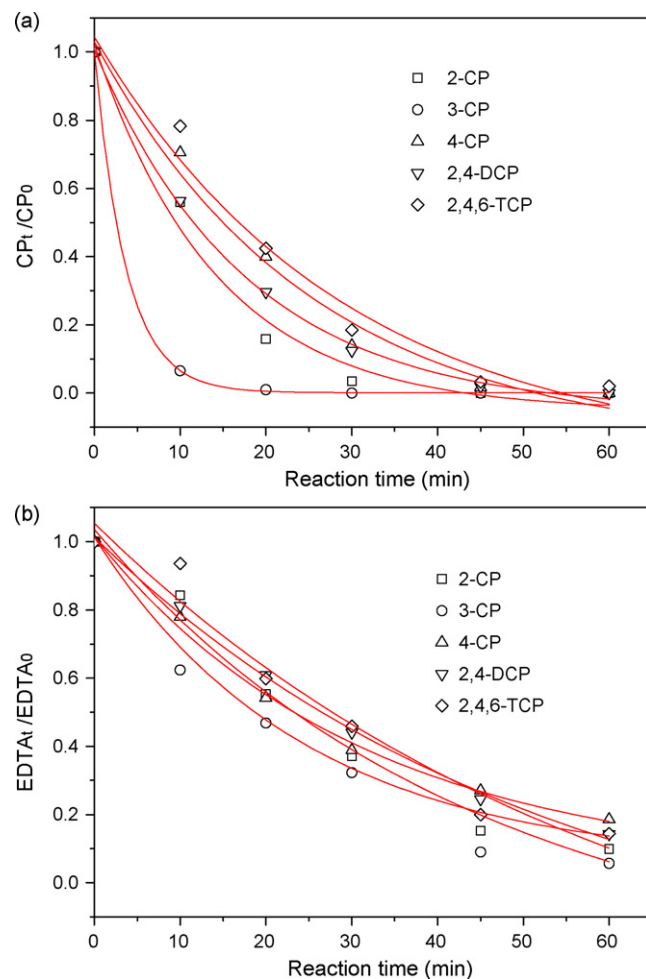 (a)
1.0
0.8
0.6
0.4
0.2
0.0
CPt /CP0
2-CP
3-CP
4-CP
2,4-DCP
2,4,6-TCP
0 10 20 30 40 50 60
Reaction time (min)
(b)
1.0
0.8
0.6
0.4
0.2
0.0
EDTAt /EDTA0
2-CP
3-CP
4-CP
2,4-DCP
2,4,6-TCP
0 10 20 30 40 50 60
Reaction time (min)